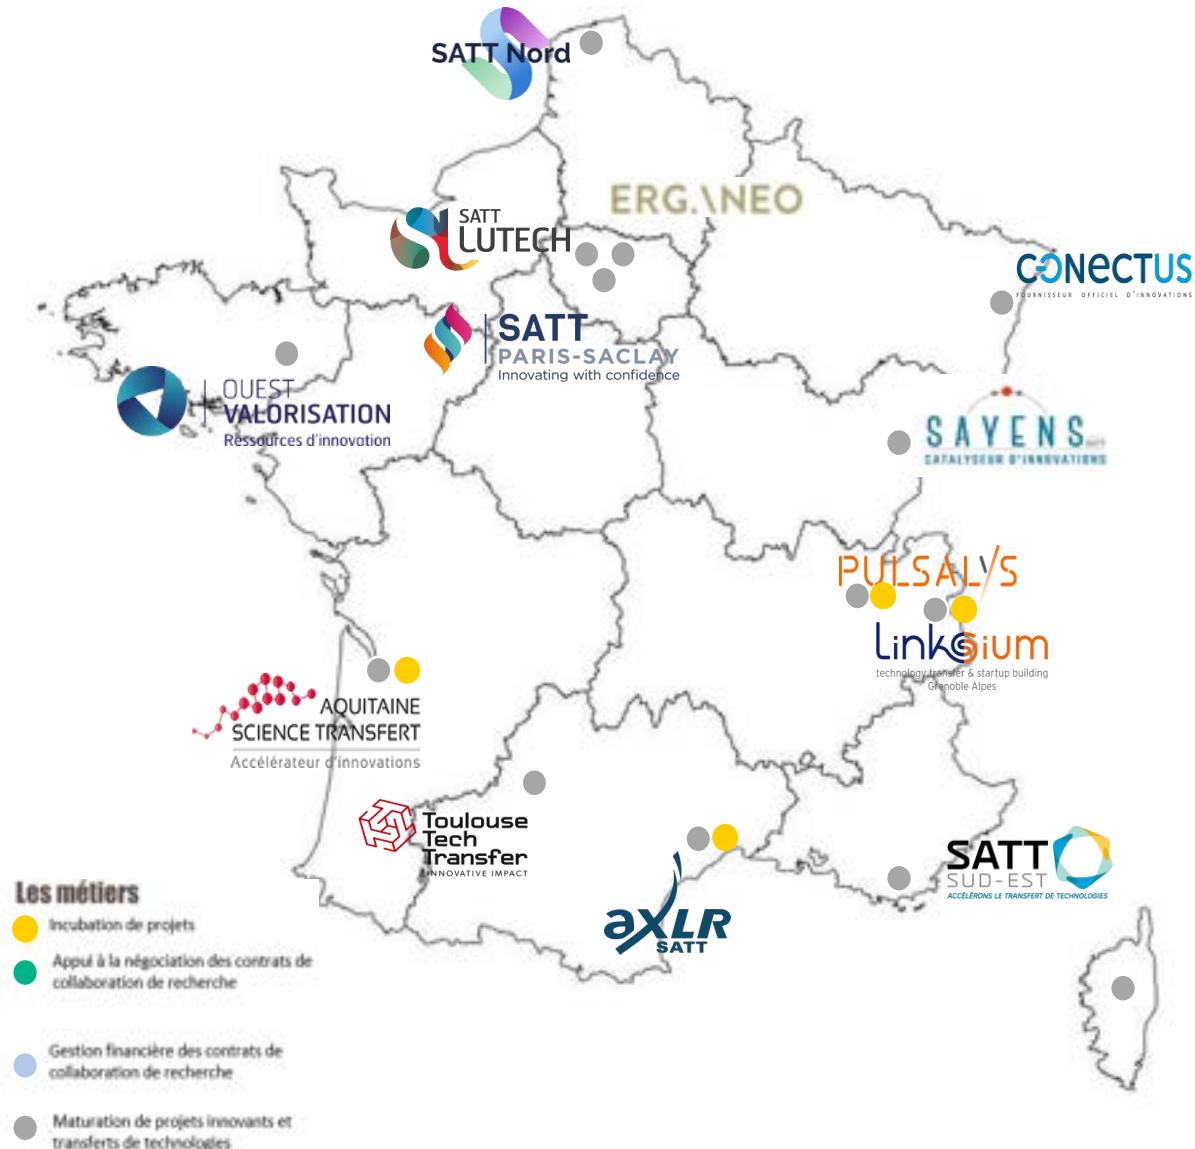 SATT Nord
ERG.\NEO
SATT
LUTECH
CONECTUS
FOURNISSEUR OFFICIEL D'INNOVATIONS
SATT
PARIS-SACLAY
Innovating with confidence
OUEST
VALORISATION
Ressources d'innovation
SAYENS
CATALYSEUR D'INNOVATIONS
PULSALYS
Linksium
technology transfer & startup building
Grenoble Alpes
AQUITAINE
SCIENCE TRANSFERT
Accélérateur d'innovations
Toulouse
Tech
Transfer
INNOVATIVE IMPACT
SATT
SUD-EST
ACCÉLÉRONS LE TRANSFERT DE TECHNOLOGIES
aXLR
SATT
Les métiers
Incubation de projets
Appui à la négociation des contrats de
collaboration de recherche
Gestion financière des contrats de
collaboration de recherche
Maturation de projets innovants et
transferts de technologies